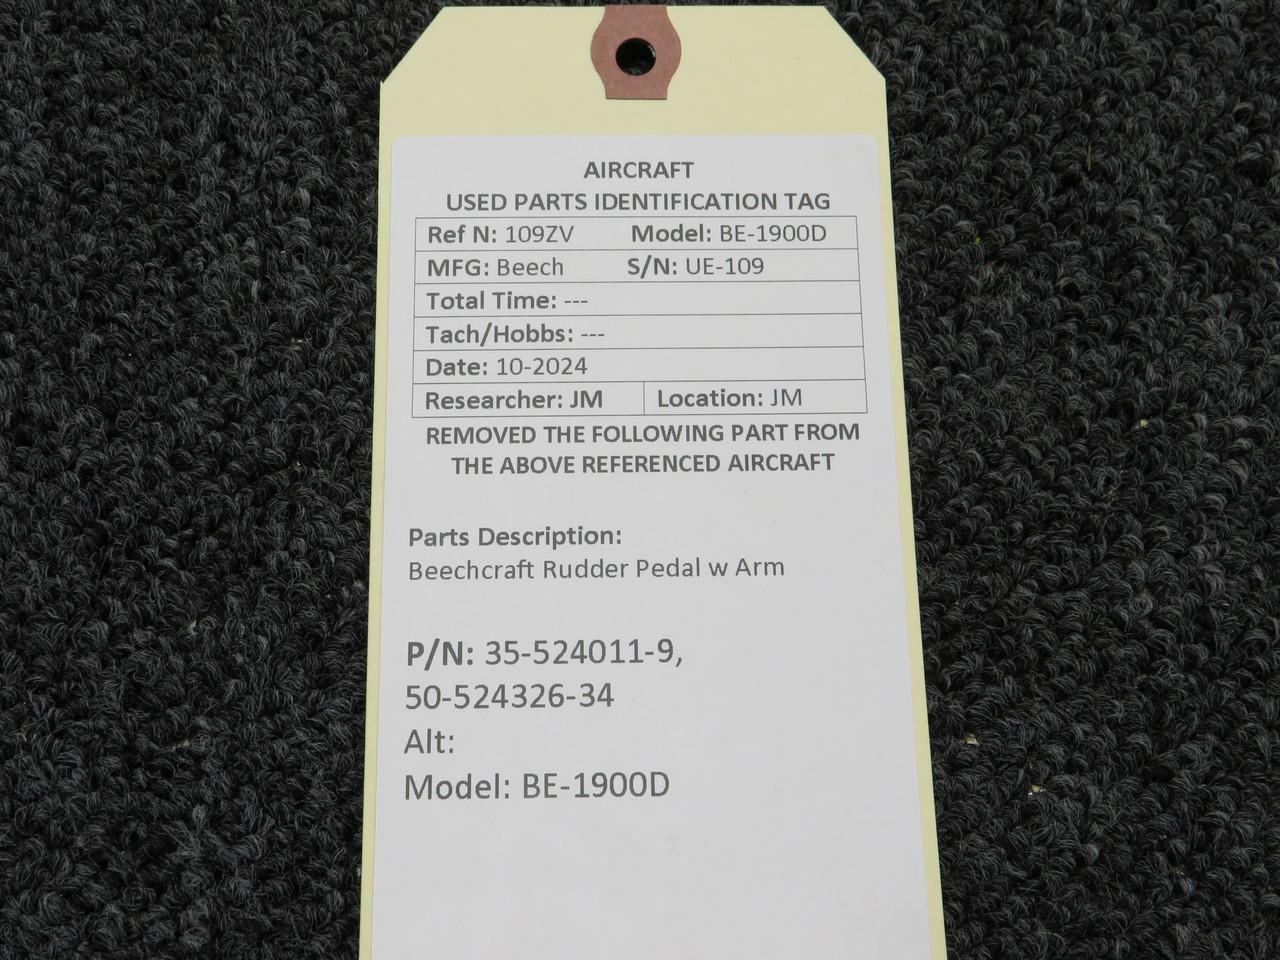 AIRCRAFT
USED PARTS IDENTIFICATION TAG
Ref N: 109ZV Model: BE-1900D
MFG: Beech S/N: UE-109
Total Time: ---
Tach/Hobbs: ---
Date: 10-2024
Researcher: JM Location: JM
REMOVED THE FOLLOWING PART FROM
THE ABOVE REFERENCED AIRCRAFT
Parts Description:
Beechcraft Rudder Pedal w Arm
P/N: 35-524011-9,
50-524326-34
Alt:
Model: BE-1900D